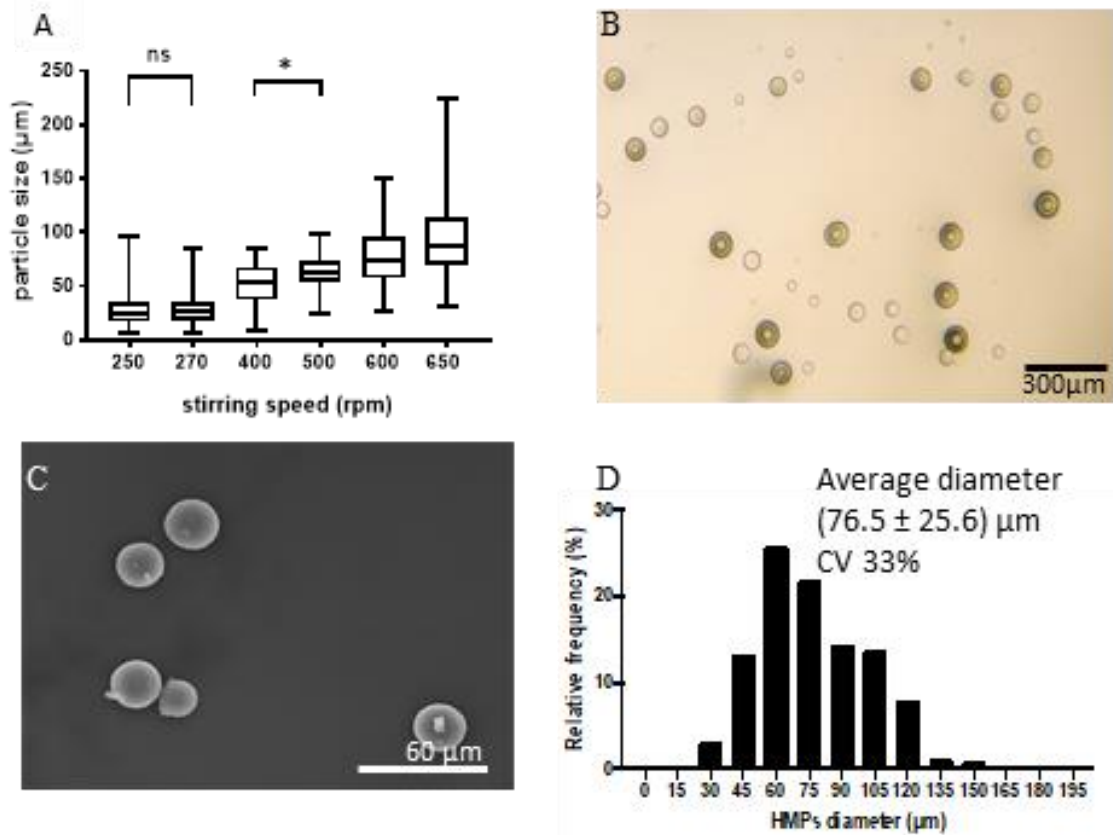 A
ns
*
250
200
150
100
50
0
particle size (µm)
250 270 400 500 600 650
stirring speed (rpm)
B
300µm
C
60 µm
D
Average diameter
(76.5 ± 25.6) µm
CV 33%
30
20
10
0
Relative frequency (%)
0 15 30 45 60 75 90 105 120 135 150 165 180 195
HMPs diameter (µm)